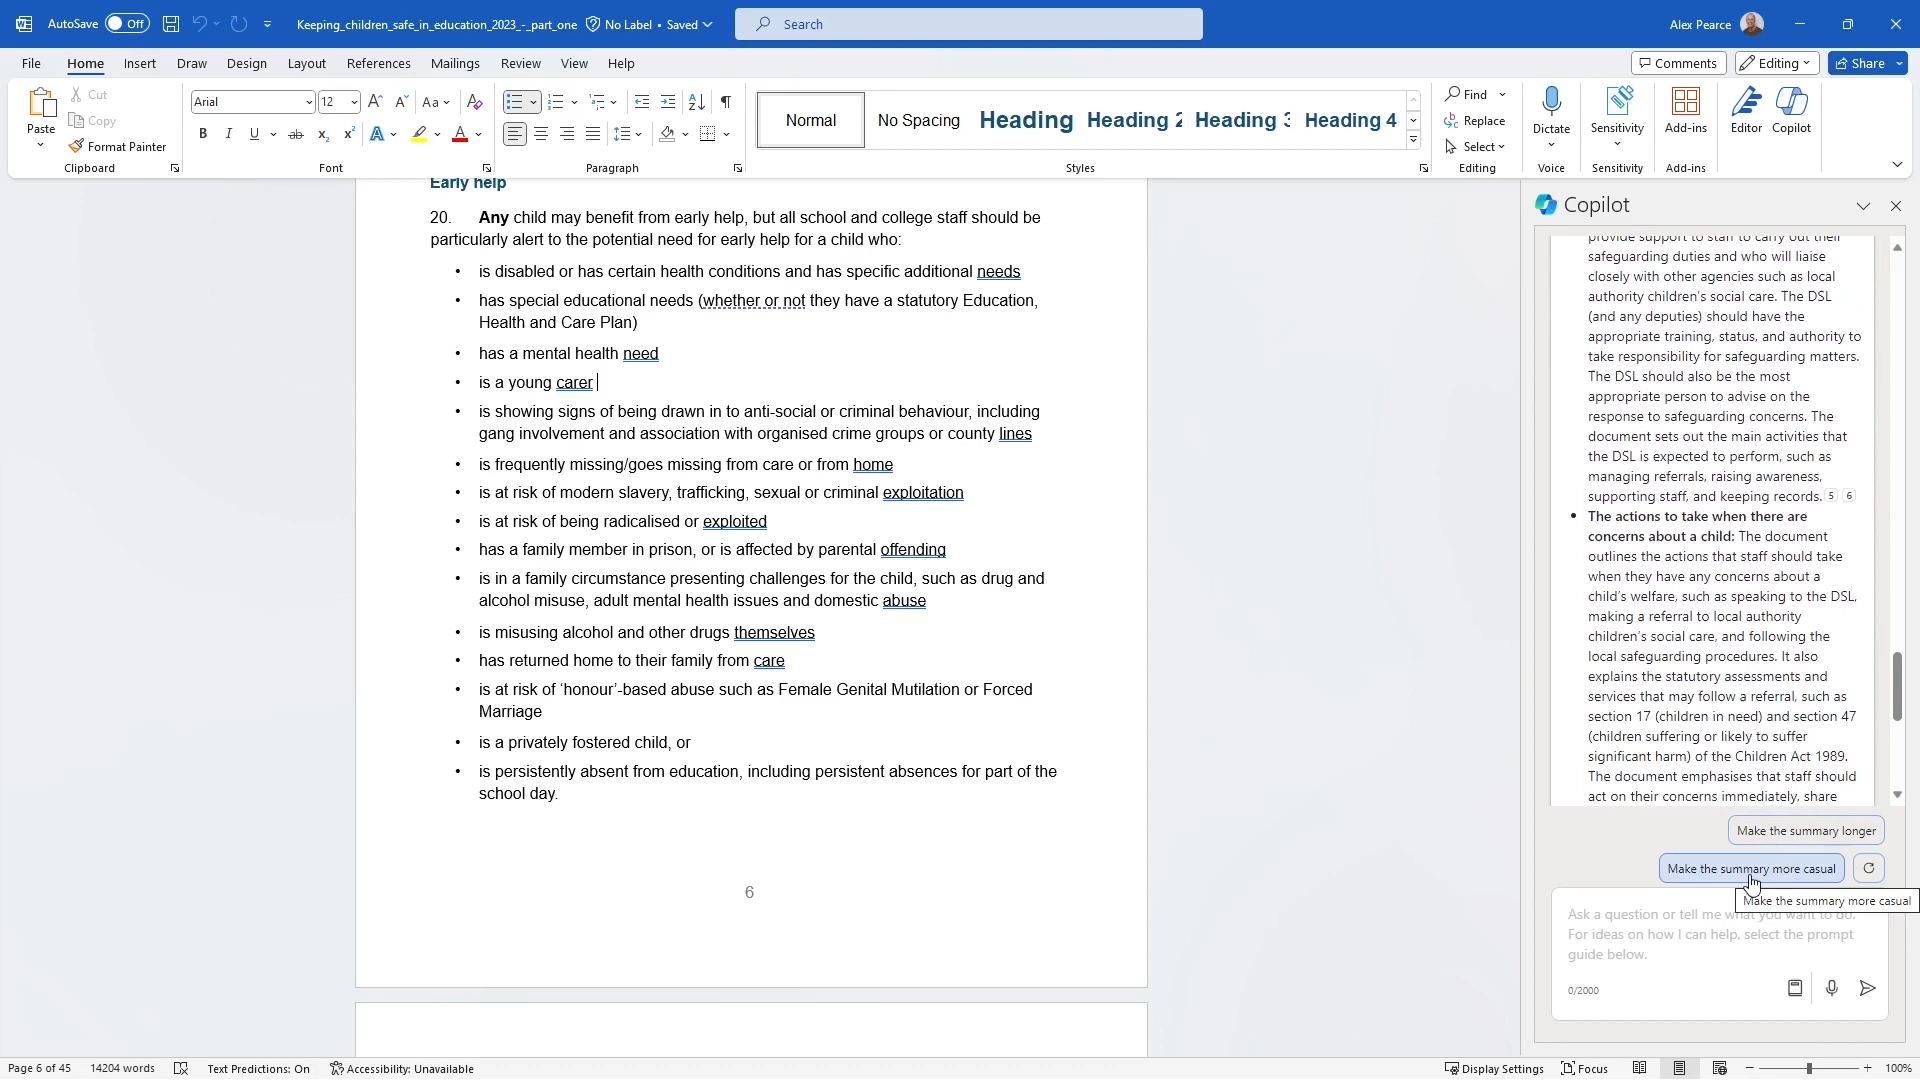 AutoSave Off Keeping_children_safe_in_education_2023_-_part_one No Label • Saved Search Alex Pearce
File Home Insert Draw Design Layout References Mailings Review View Help Comments Editing Share
Paste Cut Copy Format Painter
Arial 12 Aa
B I U ab x₂ x² A A
Normal No Spacing Heading Heading 2 Heading 3 Heading 4
Find Replace Select
Dictate Sensitivity Add-ins Editor Copilot
Clipboard Font Paragraph Styles Editing Voice Sensitivity Add-ins
Early help
20. Any child may benefit from early help, but all school and college staff should be
particularly alert to the potential need for early help for a child who:
• is disabled or has certain health conditions and has specific additional needs
• has special educational needs (whether or not they have a statutory Education,
Health and Care Plan)
• has a mental health need
• is a young carer
• is showing signs of being drawn in to anti-social or criminal behaviour, including
gang involvement and association with organised crime groups or county lines
• is frequently missing/goes missing from care or from home
• is at risk of modern slavery, trafficking, sexual or criminal exploitation
• is at risk of being radicalised or exploited
• has a family member in prison, or is affected by parental offending
• is in a family circumstance presenting challenges for the child, such as drug and
alcohol misuse, adult mental health issues and domestic abuse
• is misusing alcohol and other drugs themselves
• has returned home to their family from care
• is at risk of ‘honour’-based abuse such as Female Genital Mutilation or Forced
Marriage
• is a privately fostered child, or
• is persistently absent from education, including persistent absences for part of the
school day.
6
Copilot
provide support to staff to carry out their
safeguarding duties and who will liaise
closely with other agencies such as local
authority children's social care. The DSL
(and any deputies) should have the
appropriate training, status, and authority to
take responsibility for safeguarding matters.
The DSL should also be the most
appropriate person to advise on the
response to safeguarding concerns. The
document sets out the main activities that
the DSL is expected to perform, such as
managing referrals, raising awareness,
supporting staff, and keeping records. 5 6
• The actions to take when there are
concerns about a child: The document
outlines the actions that staff should take
when they have any concerns about a
child's welfare, such as speaking to the DSL,
making a referral to local authority
children's social care, and following the
local safeguarding procedures. It also
explains the statutory assessments and
services that may follow a referral, such as
section 17 (children in need) and section 47
(children suffering or likely to suffer
significant harm) of the Children Act 1989.
The document emphasises that staff should
act on their concerns immediately, share
Make the summary longer
Make the summary more casual
Make the summary more casual
Ask a question or tell me what you want to do.
For ideas on how I can help, select the prompt
guide below.
0/2000
Page 6 of 45 14204 words Text Predictions: On Accessibility: Unavailable Display Settings Focus 100%